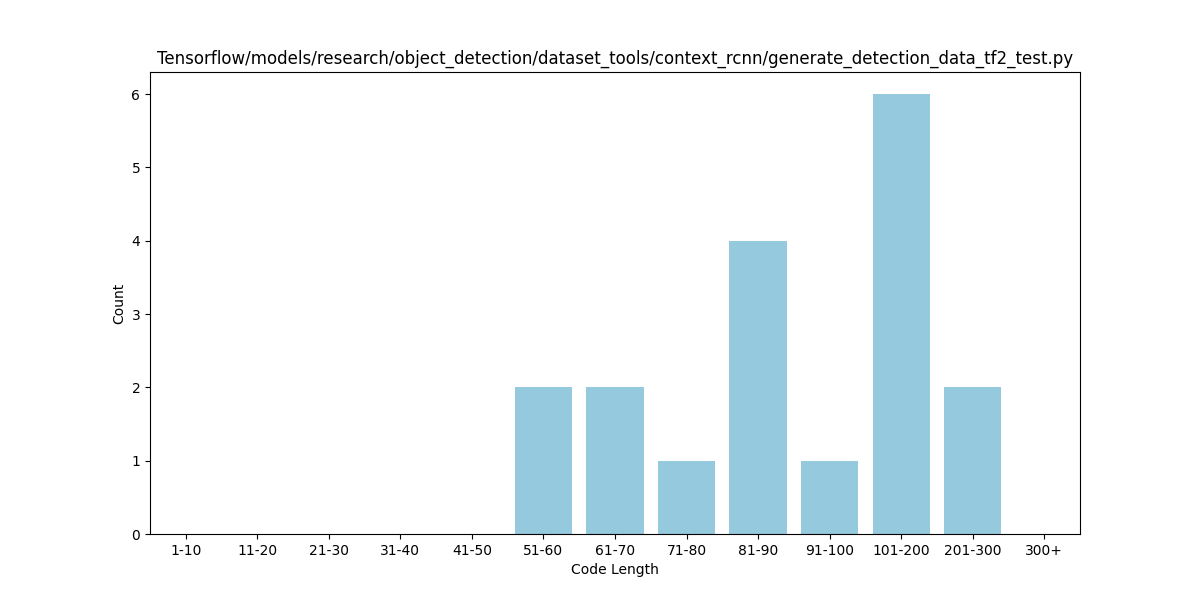 Tensorflow/models/research/object_detection/dataset_tools/context_rcnn/generate_detection_data_tf2_test.py
6
5
4
3
2
1
0
Count
1-10 11-20 21-30 31-40 41-50 51-60 61-70 71-80 81-90 91-100 101-200 201-300 300+
Code Length